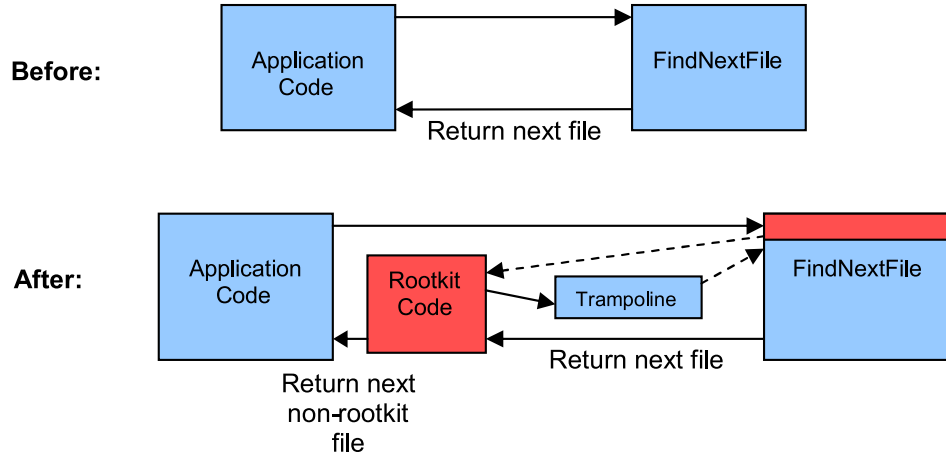 Before:
Application
Code
FindNextFile
Return next file
After:
Application
Code
Rootkit
Code
Trampoline
FindNextFile
Return next file
Return next
non-rootkit
file